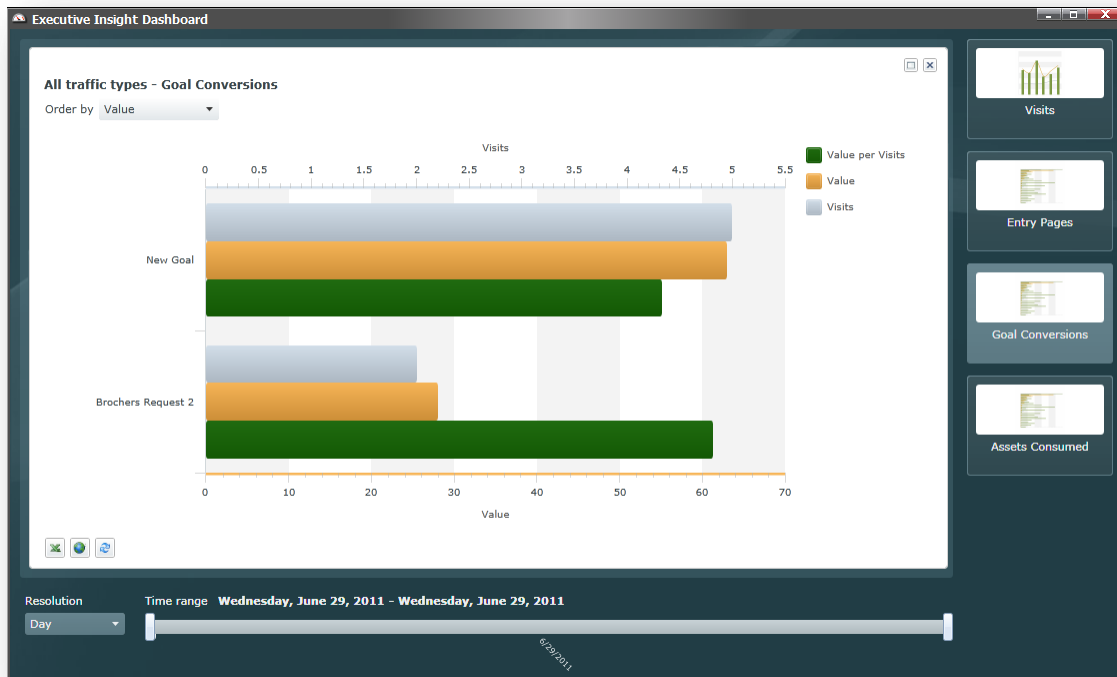 Executive Insight Dashboard
All traffic types - Goal Conversions
Order by Value
Visits
0 0.5 1 1.5 2 2.5 3 3.5 4 4.5 5 5.5
Value per Visits
Value
Visits
New Goal
Brochers Request 2
0 10 20 30 40 50 60 70
Value
Visits
Entry Pages
Goal Conversions
Assets Consumed
Resolution
Day
Time range Wednesday, June 29, 2011 - Wednesday, June 29, 2011
6/29/2011